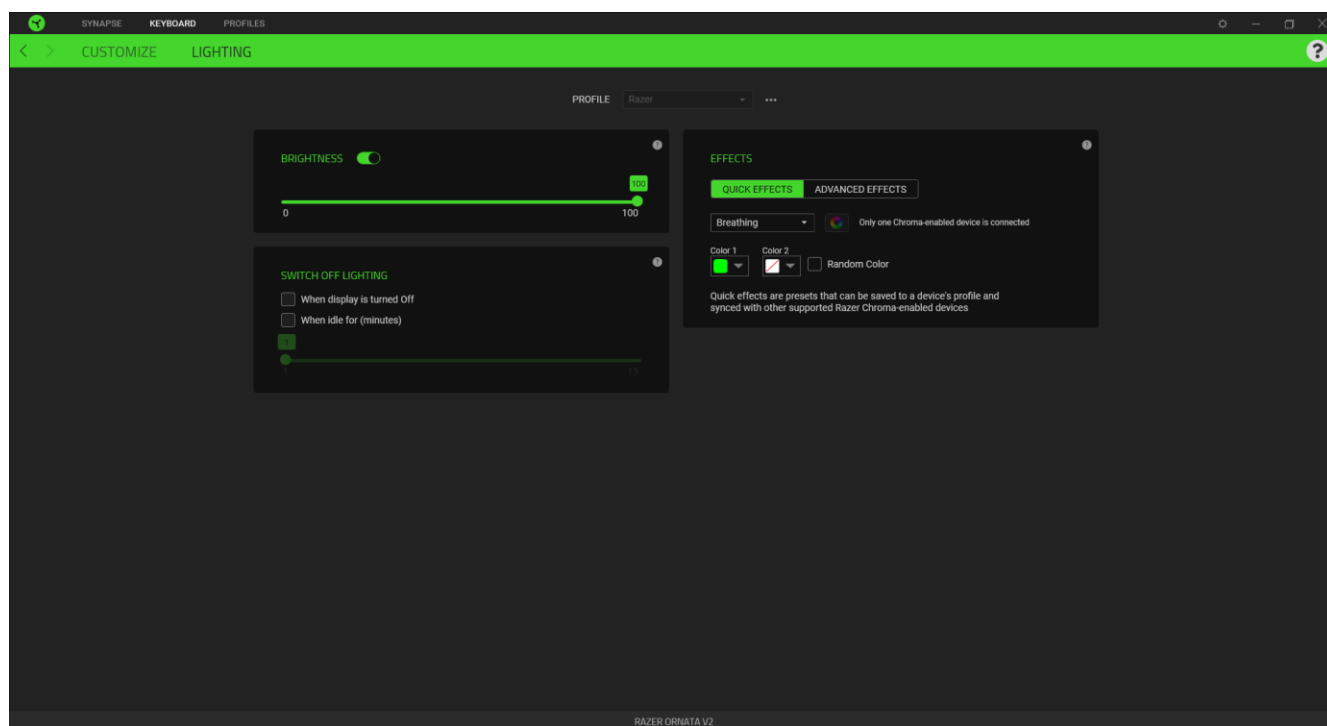 SYNAPSE KEYBOARD PROFILES
CUSTOMIZE LIGHTING
?
PROFILE Razer
BRIGHTNESS
?
100
0 100
SWITCH OFF LIGHTING
?
When display is turned Off
When idle for (minutes)
1
1 15
EFFECTS
?
QUICK EFFECTS ADVANCED EFFECTS
Breathing Only one Chroma-enabled device is connected
Color 1 Color 2
Random Color
Quick effects are presets that can be saved to a device's profile and
synced with other supported Razer Chroma-enabled devices
RAZER ORNATA V2